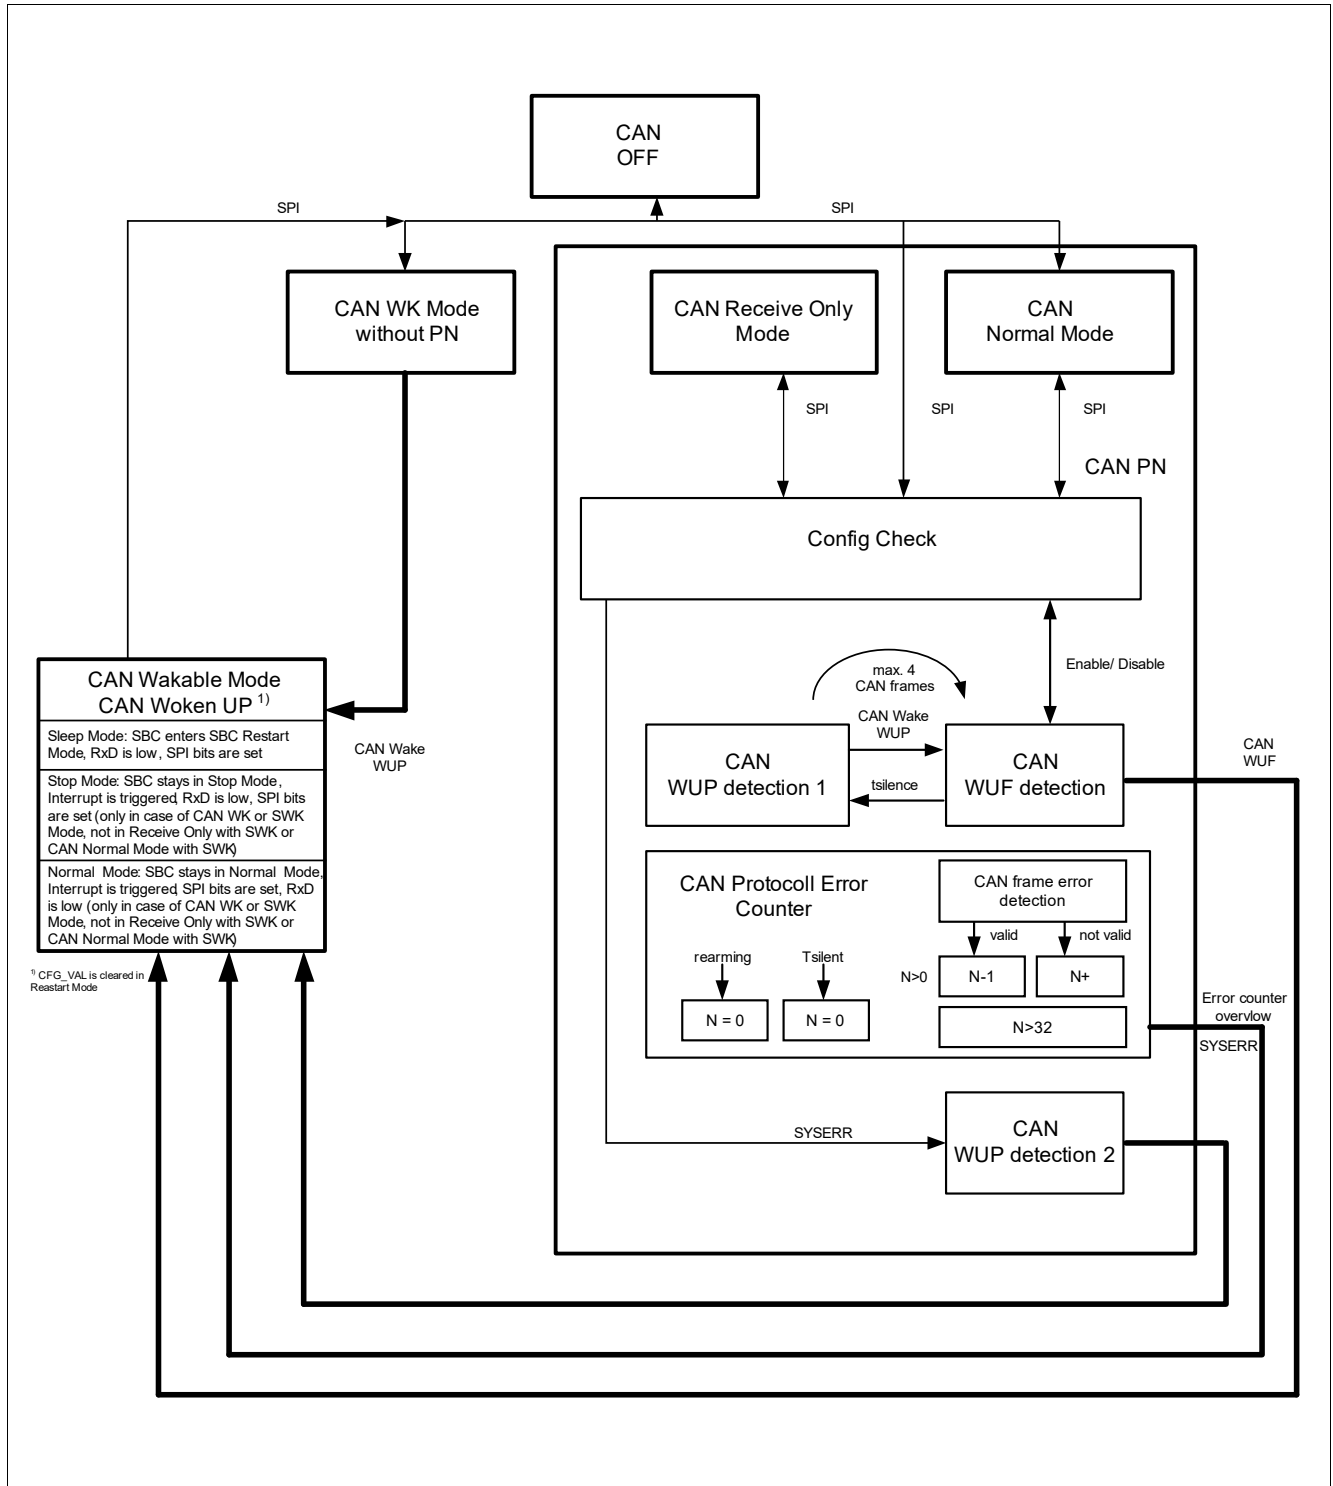 CAN
OFF
SPI
SPI
CAN WK Mode
without PN
CAN Receive Only
Mode
CAN
Normal Mode
SPI
SPI
SPI
CAN PN
Config Check
Enable/ Disable
max. 4
CAN frames
CAN Wake
WUP
CAN
WUP detection 1
tsilence
CAN
WUF detection
CAN
WUF
CAN Wakable Mode
CAN Woken UP 1)
Sleep Mode: SBC enters SBC Restart
Mode, RxD is low, SPI bits are set
Stop Mode: SBC stays in Stop Mode,
Interrupt is triggered, RxD is low, SPI bits
are set (only in case of CAN WK or SWK
Mode, not in Receive Only with SWK or
CAN Normal Mode with SWK)
Normal Mode: SBC stays in Normal Mode,
Interrupt is triggered, SPI bits are set, RxD
is low (only in case of CAN WK or SWK
Mode, not in Receive Only with SWK or
CAN Normal Mode with SWK)
1) CFG_VAL is cleared in
Reastart Mode
CAN Wake
WUP
CAN Protocoll Error
Counter
CAN frame error
detection
valid
not valid
rearming
Tsilent
N>0
N-1
N+
N = 0
N = 0
N>32
Error counter
overvlow
SYSERR
SYSERR
CAN
WUP detection 2